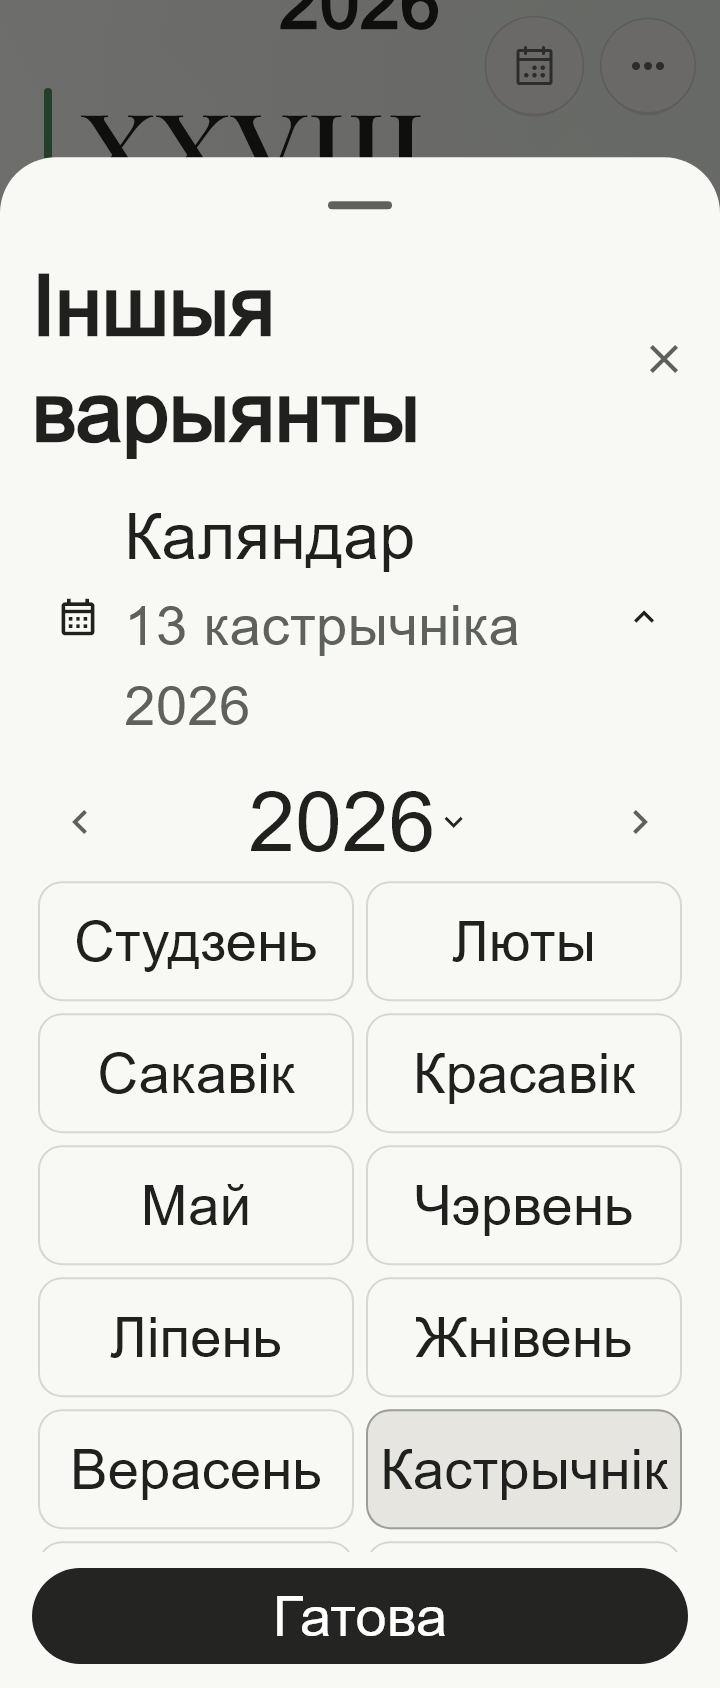 2026
XXVIII
Іншыя
варыянты
Каляндар
13 кастрычніка
2026
2026
Студзень Люты
Сакавік Красавік
Май Чэрвень
Ліпень Жнівень
Верасень Кастрычнік
Гатова